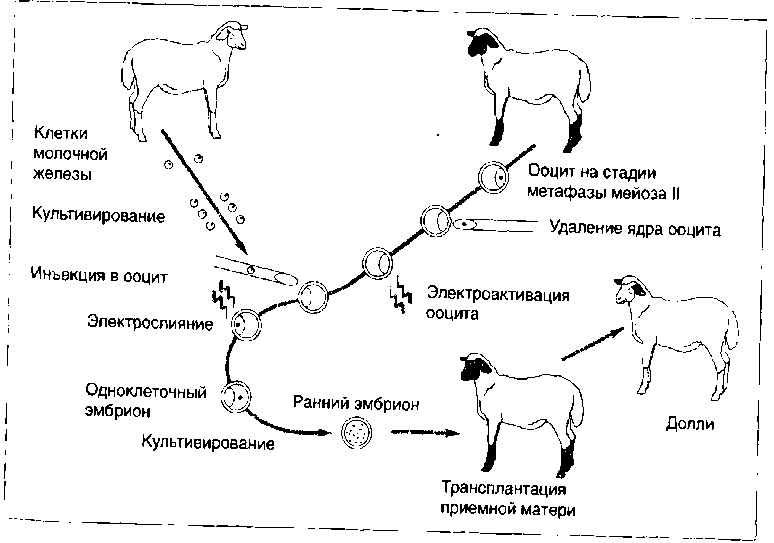 Клетки
молочной
железы
Культивирование
Инъекция в ооцит
Электрослияние
Одноклеточный
эмбрион
Культивирование
Ранний эмбрион
Ооцит на стадии
метафазы мейоза II
Удаление ядра ооцита
Электроактивация
ооцита
Трансплантация
приемной матери
Долли